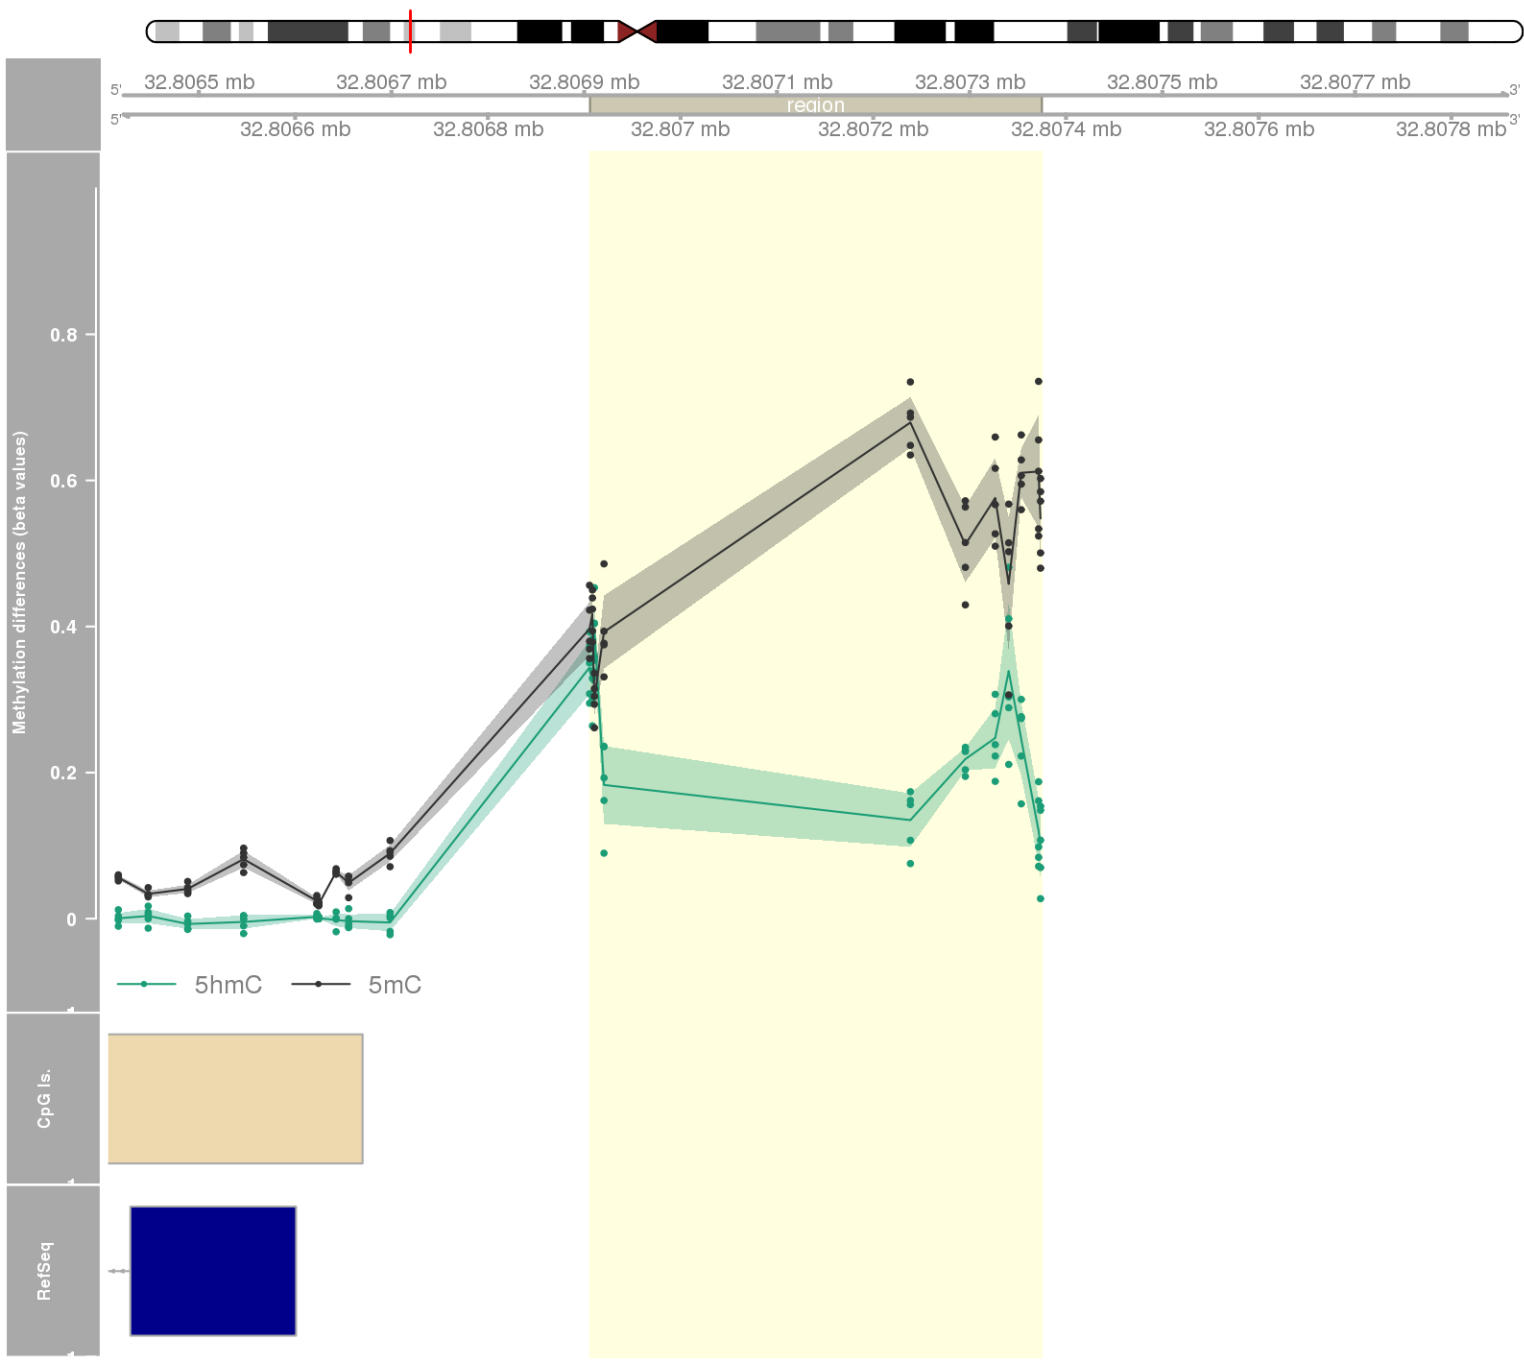 32.8065 mb 32.8067 mb 32.8069 mb 32.8071 mb 32.8073 mb 32.8075 mb 32.8077 mb
5' 3'
region
5' 3'
32.8066 mb 32.8068 mb 32.807 mb 32.8072 mb 32.8074 mb 32.8076 mb 32.8078 mb
Methylation differences (beta values)
0.8
0.6
0.4
0.2
0
5hmC 5mC
CpG Is.
RefSeq